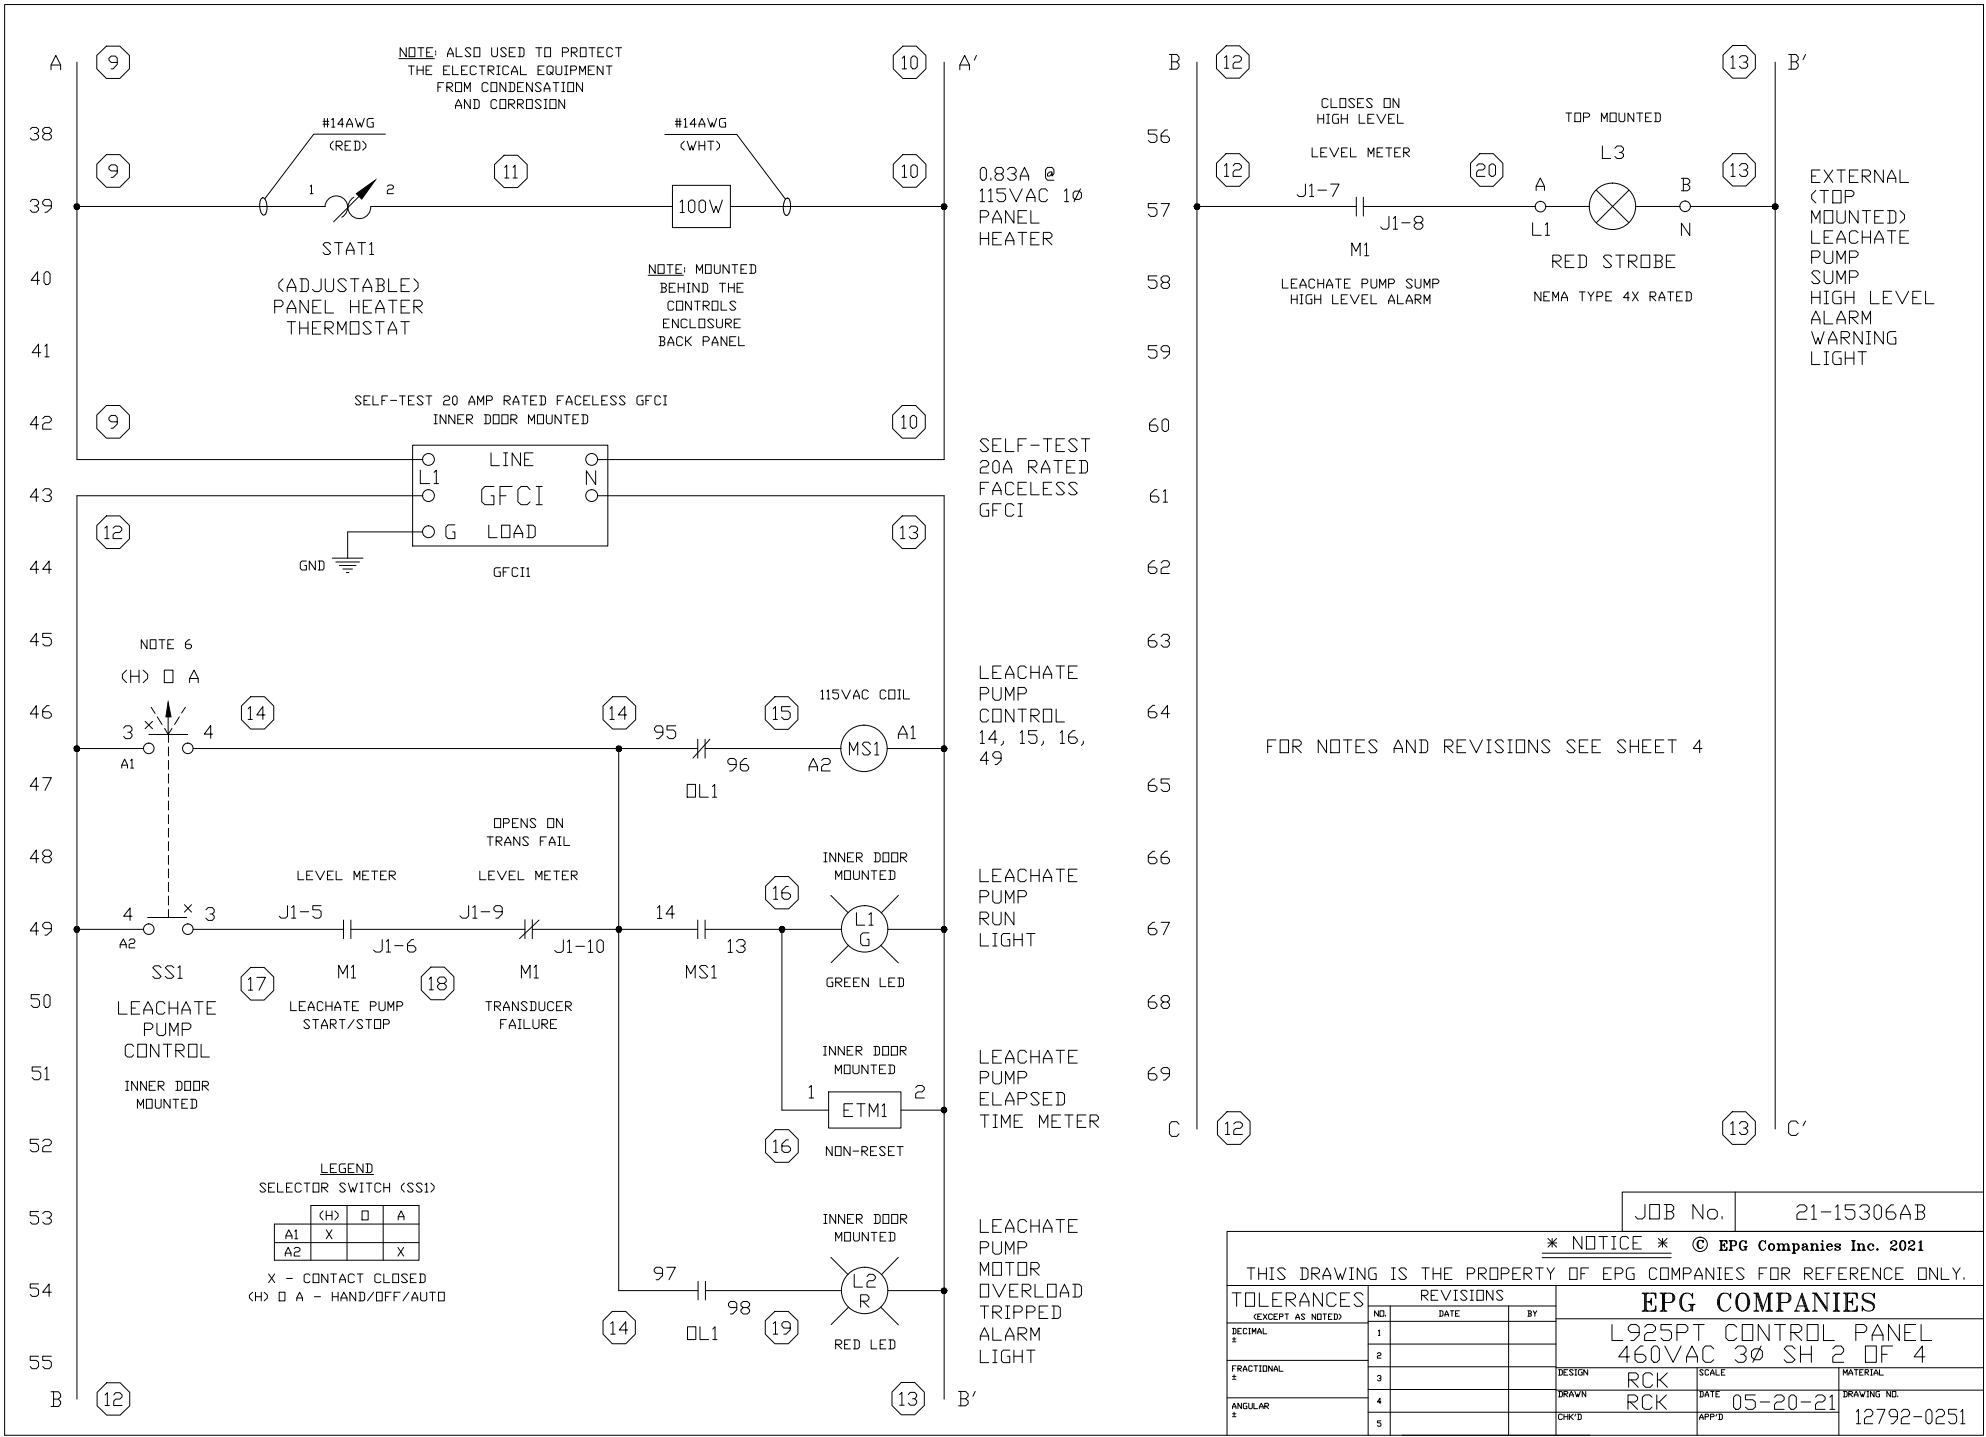 A
9
NOTE: ALSO USED TO PROTECT
THE ELECTRICAL EQUIPMENT
FROM CONDENSATION
AND CORROSION
10
A'
38
#14AWG
(RED)
#14AWG
(WHT)
9
11
10
39
1
2
STAT1
100W
0.83A @
115VAC 1Ø
PANEL
HEATER
40
(ADJUSTABLE)
PANEL HEATER
THERMOSTAT
NOTE: MOUNTED
BEHIND THE
CONTROLS
ENCLOSURE
BACK PANEL
41
SELF-TEST 20 AMP RATED FACELESS GFCI
INNER DOOR MOUNTED
42
9
10
LINE
L1
N
GFCI
G
LOAD
GFCI1
GND
SELF-TEST
20A RATED
FACELESS
GFCI
43
12
13
44
45
NOTE 6
(H) O A
46
14
14
15
115VAC COIL
3
4
A1
95
96
OL1
A2
MS1
A1
LEACHATE
PUMP
CONTROL
14, 15, 16,
49
47
OPENS ON
TRANS FAIL
48
LEVEL METER
LEVEL METER
INNER DOOR
MOUNTED
16
49
4
3
A2
J1-5
J1-6
J1-9
J1-10
14
13
L1
G
SS1
M1
M1
MS1
GREEN LED
LEACHATE
PUMP
RUN
LIGHT
17
18
50
LEACHATE
PUMP
CONTROL
INNER DOOR
MOUNTED
LEACHATE PUMP
START/STOP
TRANSDUCER
FAILURE
51
INNER DOOR
MOUNTED
1
ETM1
2
NON-RESET
LEACHATE
PUMP
ELAPSED
TIME METER
52
16
LEGEND
SELECTOR SWITCH (SS1)
53
(H) O A
A1 X
A2 X
X - CONTACT CLOSED
(H) O A - HAND/OFF/AUTO
INNER DOOR
MOUNTED
54
97
98
OL1
L2
R
RED LED
14
19
LEACHATE
PUMP
MOTOR
OVERLOAD
TRIPPED
ALARM
LIGHT
55
B
12
13
B'
B
12
13
B'
56
CLOSES ON
HIGH LEVEL
LEVEL METER
TOP MOUNTED
L3
12
20
13
57
J1-7
J1-8
M1
A
L1
B
N
58
LEACHATE PUMP SUMP
HIGH LEVEL ALARM
RED STROBE
NEMA TYPE 4X RATED
EXTERNAL
(TOP
MOUNTED)
LEACHATE
PUMP
SUMP
HIGH LEVEL
ALARM
WARNING
LIGHT
59
60
61
62
63
64
FOR NOTES AND REVISIONS SEE SHEET 4
65
66
67
68
69
C
12
13
C'
JOB No. 21-15306AB
* NOTICE * © EPG Companies Inc. 2021
THIS DRAWING IS THE PROPERTY OF EPG COMPANIES FOR REFERENCE ONLY.
TOLERANCES
(EXCEPT AS NOTED)
DECIMAL
±
FRACTIONAL
±
ANGULAR
±
REVISIONS
NO. DATE BY
1
2
3
4
5
EPG COMPANIES
L925PT CONTROL PANEL
460VAC 3Ø SH 2 OF 4
DESIGN RCK
SCALE
MATERIAL
DRAWN RCK
DATE 05-20-21
DRAWING NO.
12792-0251
CHK'D
APP'D